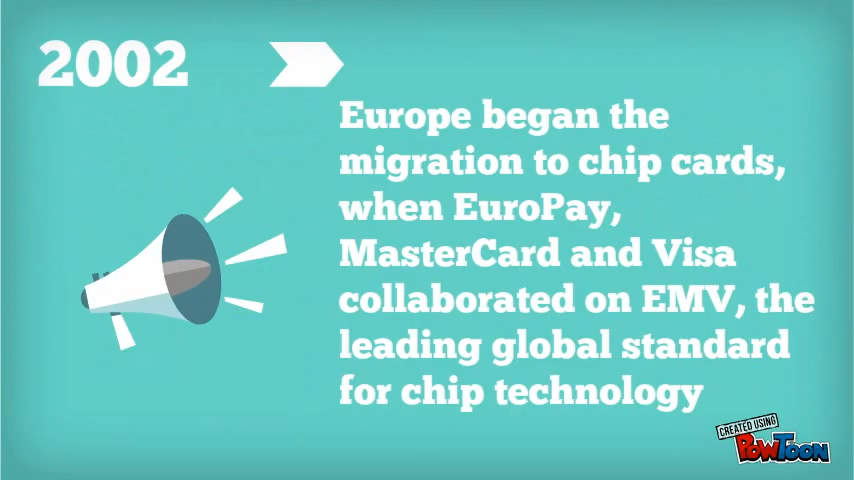 2002
Europe began the
migration to chip cards,
when EuroPay,
MasterCard and Visa
collaborated on EMV, the
leading global standard
for chip technology
CREATED USING
POWTOON